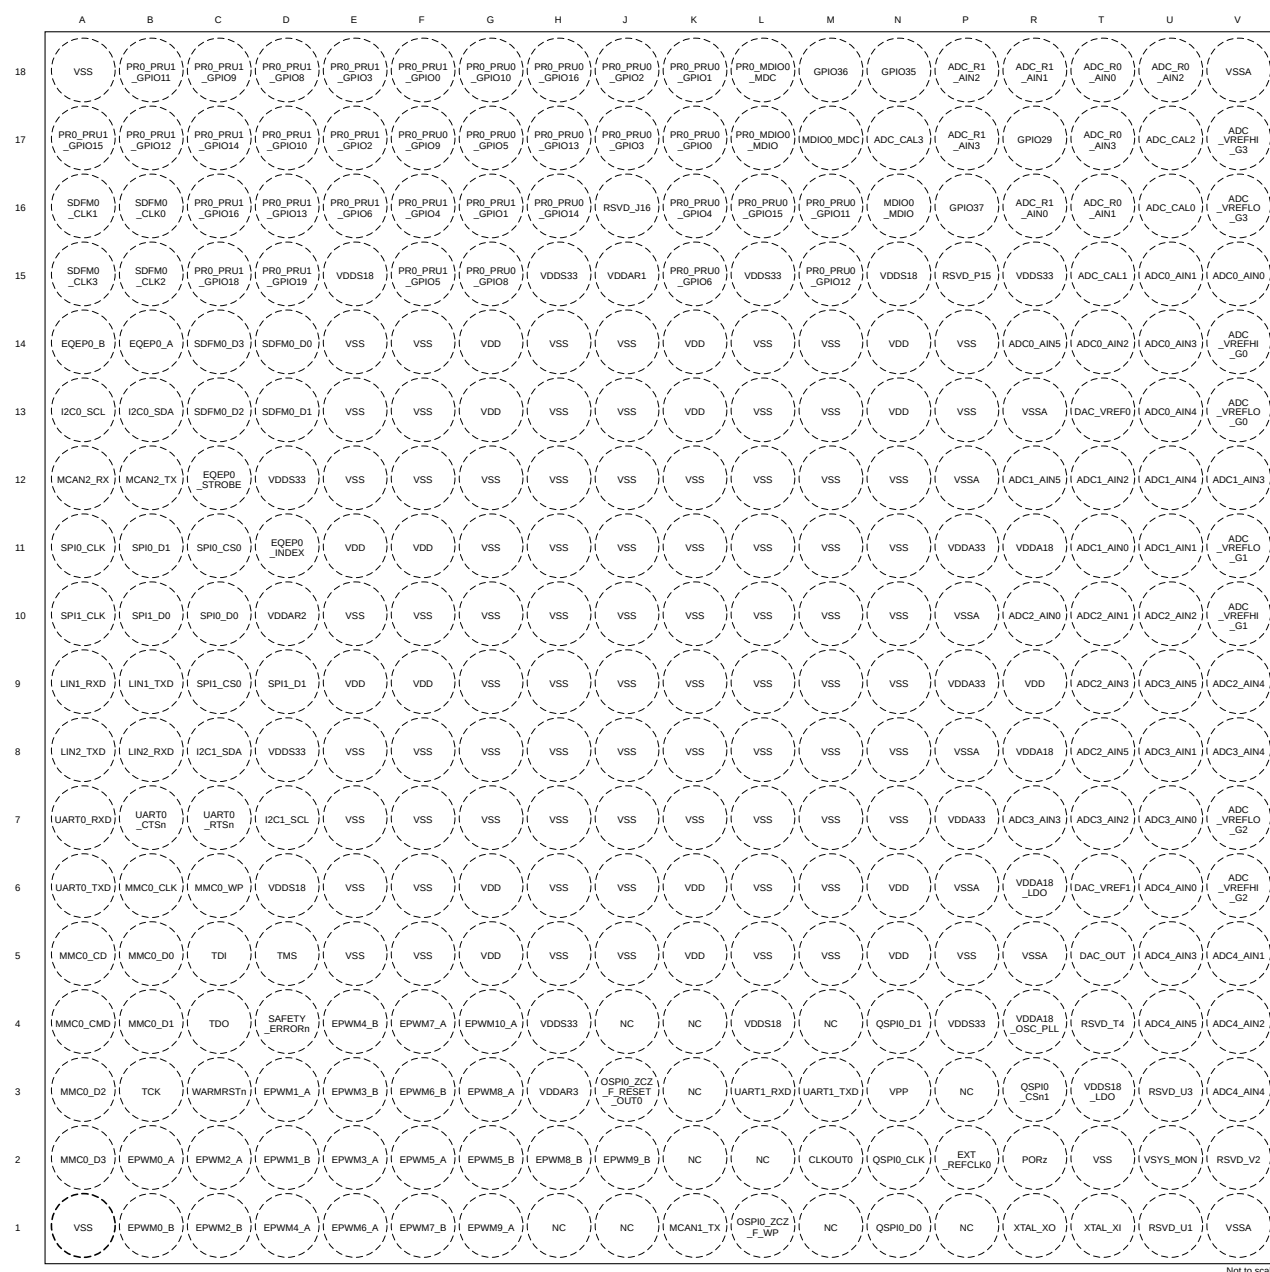 A B C D E F G H J K L M N P R T U V
18 VSS PR0_PRU1_GPIO11 PR0_PRU1_GPIO9 PR0_PRU1_GPIO8 PR0_PRU1_GPIO3 PR0_PRU1_GPIO0 PR0_PRU0_GPIO10 PR0_PRU0_GPIO16 PR0_PRU0_GPIO2 PR0_PRU0_GPIO1 PR0_MDIO0_MDC GPIO36 GPIO35 ADC_R1_AIN2 ADC_R1_AIN1 ADC_R0_AIN0 ADC_R0_AIN2 VSSA
17 PR0_PRU1_GPIO15 PR0_PRU1_GPIO12 PR0_PRU1_GPIO14 PR0_PRU1_GPIO10 PR0_PRU1_GPIO2 PR0_PRU0_GPIO9 PR0_PRU0_GPIO5 PR0_PRU0_GPIO13 PR0_PRU0_GPIO3 PR0_PRU0_GPIO0 PR0_MDIO0_MDIO MDIO0_MDC ADC_CAL3 ADC_R1_AIN3 GPIO29 ADC_R0_AIN3 ADC_CAL2 ADC_VREFHI_G3
16 SDFM0_CLK1 SDFM0_CLK0 PR0_PRU1_GPIO16 PR0_PRU1_GPIO13 PR0_PRU1_GPIO6 PR0_PRU1_GPIO4 PR0_PRU1_GPIO1 PR0_PRU0_GPIO14 RSVD_J16 PR0_PRU0_GPIO4 PR0_PRU0_GPIO15 PR0_PRU0_GPIO11 MDIO0_MDIO GPIO37 ADC_R1_AIN0 ADC_R0_AIN1 ADC_CAL0 ADC_VREFLO_G3
15 SDFM0_CLK3 SDFM0_CLK2 PR0_PRU1_GPIO18 PR0_PRU1_GPIO19 VDDS18 PR0_PRU1_GPIO5 PR0_PRU0_GPIO8 VDDS33 VDDAR1 PR0_PRU0_GPIO6 VDDS33 PR0_PRU0_GPIO12 VDDS18 RSVD_P15 VDDS33 ADC_CAL1 ADC0_AIN1 ADC0_AIN0
14 EQEP0_B EQEP0_A SDFM0_D3 SDFM0_D0 VSS VSS VDD VSS VSS VDD VSS VSS VDD VSS ADC0_AIN5 ADC0_AIN2 ADC0_AIN3 ADC_VREFHI_G0
13 I2C0_SCL I2C0_SDA SDFM0_D2 SDFM0_D1 VSS VSS VDD VSS VSS VDD VSS VSS VDD VSS VSSA DAC_VREF0 ADC0_AIN4 ADC_VREFLO_G0
12 MCAN2_RX MCAN2_TX EQEP0_STROBE VDDS33 VSS VSS VSS VSS VSS VSS VSS VSS VSS VSSA ADC1_AIN5 ADC1_AIN2 ADC1_AIN4 ADC1_AIN3
11 SPI0_CLK SPI0_D1 SPI0_CS0 EQEP0_INDEX VDD VDD VSS VSS VSS VSS VSS VSS VSS VDDA33 VDDA18 ADC1_AIN0 ADC1_AIN1 ADC_VREFLO_G1
10 SPI1_CLK SPI1_D0 SPI0_D0 VDDAR2 VSS VSS VSS VSS VSS VSS VSS VSS VSS VSSA ADC2_AIN0 ADC2_AIN1 ADC2_AIN2 ADC_VREFHI_G1
9 LIN1_RXD LIN1_TXD SPI1_CS0 SPI1_D1 VDD VDD VSS VSS VSS VSS VSS VSS VSS VDDA33 VDD ADC2_AIN3 ADC3_AIN5 ADC2_AIN4
8 LIN2_TXD LIN2_RXD I2C1_SDA VDDS33 VSS VSS VSS VSS VSS VSS VSS VSS VSS VSSA VDDA18 ADC2_AIN5 ADC3_AIN1 ADC3_AIN4
7 UART0_RXD UART0_CTSn UART0_RTSn I2C1_SCL VSS VSS VSS VSS VSS VSS VSS VSS VSS VDDA33 ADC3_AIN3 ADC3_AIN2 ADC3_AIN0 ADC_VREFLO_G2
6 UART0_TXD MMC0_CLK MMC0_WP VDDS18 VSS VSS VDD VSS VSS VDD VSS VSS VDD VSSA VDDA18_LDO DAC_VREF1 ADC4_AIN0 ADC_VREFHI_G2
5 MMC0_CD MMC0_D0 TDI TMS VSS VSS VDD VSS VSS VDD VSS VSS VDD VSS VSSA DAC_OUT ADC4_AIN3 ADC4_AIN1
4 MMC0_CMD MMC0_D1 TDO SAFETY_ERRORn EPWM4_B EPWM7_A EPWM10_A VDDS33 NC NC VDDS18 NC QSPI0_D1 VDDS33 VDDA18_OSC_PLL RSVD_T4 ADC4_AIN5 ADC4_AIN2
3 MMC0_D2 TCK WARMRSTn EPWM1_A EPWM3_B EPWM6_B EPWM8_A VDDAR3 OSPI0_ZCZ_F_RESET_OUT0 NC UART1_RXD UART1_TXD VPP NC QSPI0_CSn1 VDDS18_LDO RSVD_U3 ADC4_AIN4
2 MMC0_D3 EPWM0_A EPWM2_A EPWM1_B EPWM3_A EPWM5_A EPWM5_B EPWM8_B EPWM9_B NC NC CLKOUT0 QSPI0_CLK EXT_REFCLK0 PORz VSS VSYS_MON RSVD_V2
1 VSS EPWM0_B EPWM2_B EPWM4_A EPWM6_A EPWM7_B EPWM9_A NC NC MCAN1_TX OSPI0_ZCZ_F_WP NC QSPI0_D0 NC XTAL_XO XTAL_XI RSVD_U1 VSSA